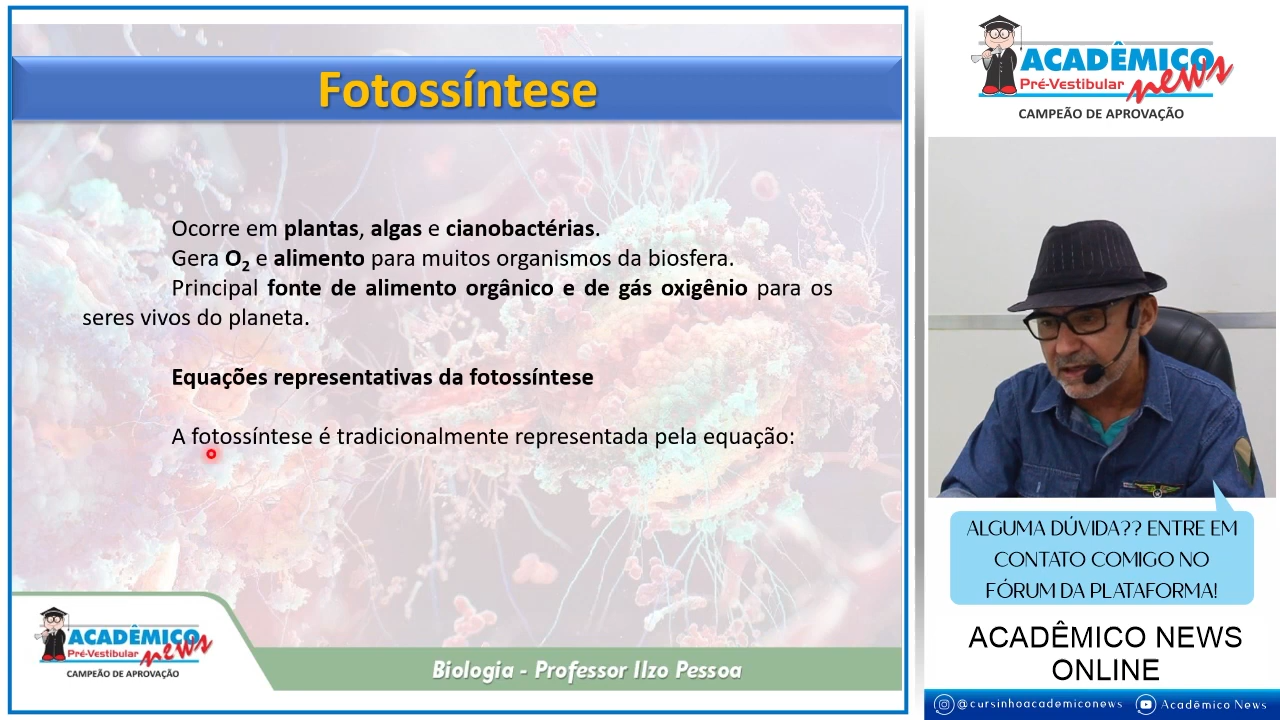 Fotossíntese
Ocorre em plantas, algas e cianobactérias.
Gera O₂ e alimento para muitos organismos da biosfera.
Principal fonte de alimento orgânico e de gás oxigênio para os
seres vivos do planeta.
Equações representativas da fotossíntese
A fotossíntese é tradicionalmente representada pela equação:
ACADÊMICO
Pré-Vestibular news
CAMPEÃO DE APROVAÇÃO
Biologia - Professor Ilzo Pessoa
ACADÊMICO
Pré-Vestibular news
CAMPEÃO DE APROVAÇÃO
ALGUMA DÚVIDA?? ENTRE EM
CONTATO COMIGO NO
FÓRUM DA PLATAFORMA!
ACADÊMICO NEWS
ONLINE
@cursinhoacademiconews
Acadêmico News